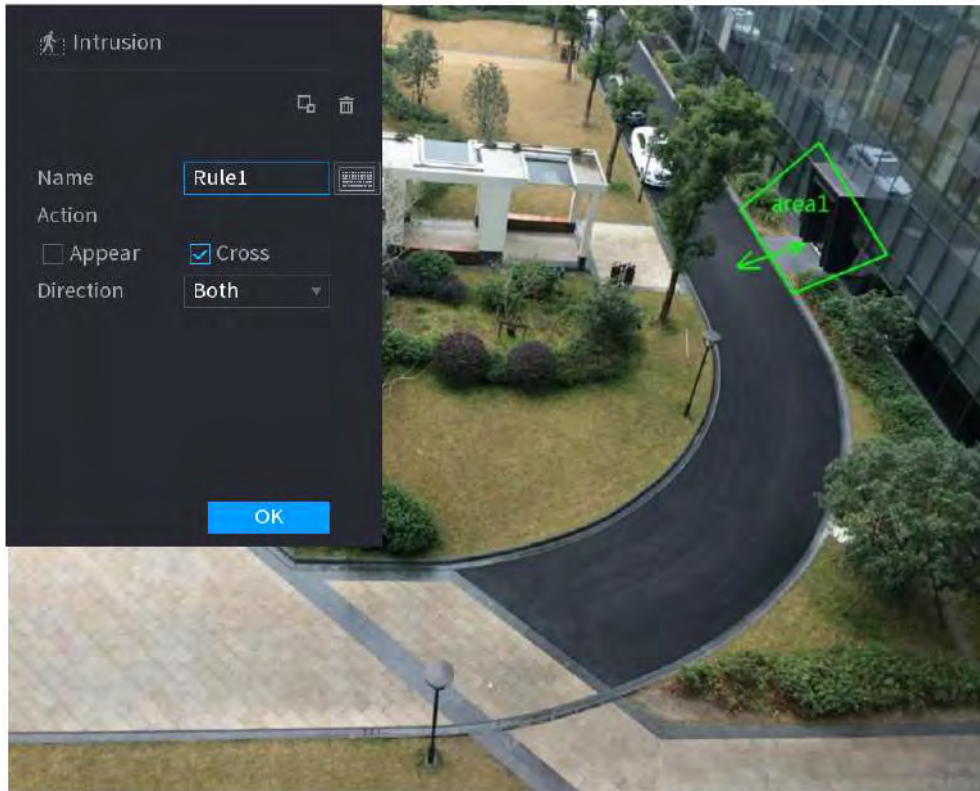 Intrusion
Name Rule1
Action
Appear Cross
Direction Both
OK
area1